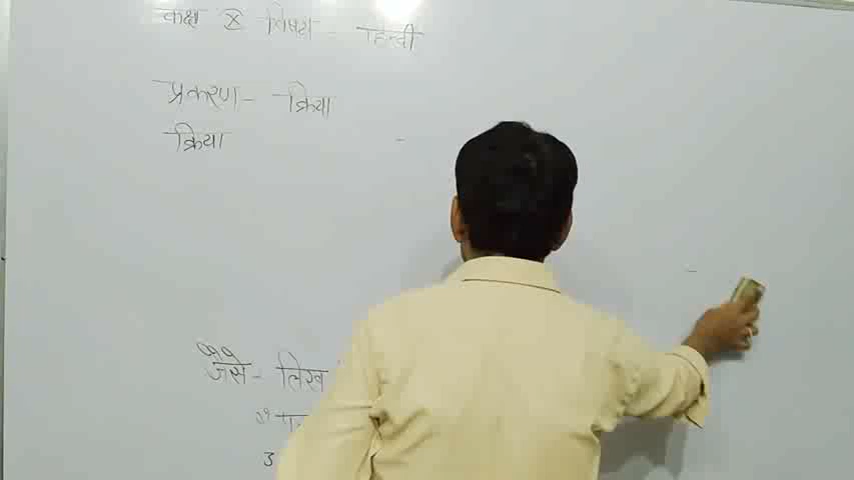 कक्षा X विषय - हिन्दी
प्रकरण - क्रिया
क्रिया
जैसे - लिख